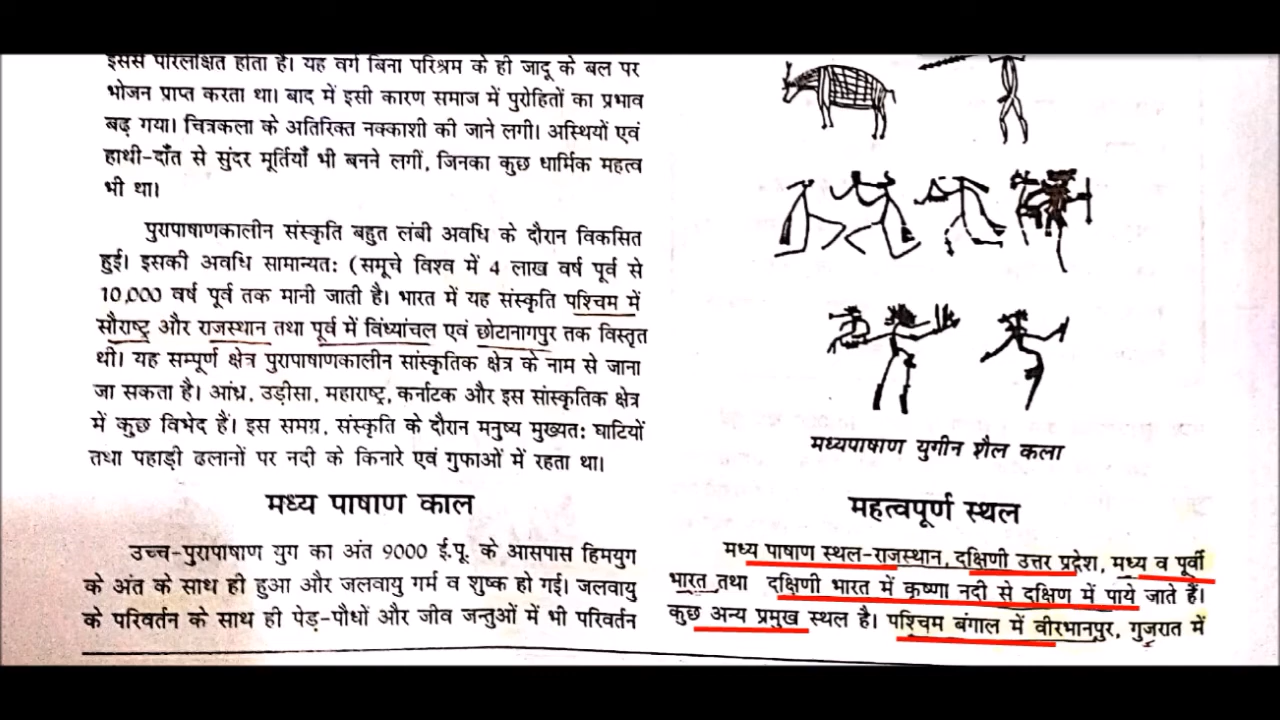 इससे परिलक्षित होता है। यह वर्ग बिना परिश्रम के ही जादू के बल पर
भोजन प्राप्त करता था। बाद में इसी कारण समाज में पुरोहितों का प्रभाव
बढ़ गया। चित्रकला के अतिरिक्त नक्काशी की जाने लगी। अस्थियों एवं
हाथी-दाँत से सुंदर मूर्तियाँ भी बनने लगीं, जिनका कुछ धार्मिक महत्व
भी था।
पुरापाषाणकालीन संस्कृति बहुत लंबी अवधि के दौरान विकसित
हुई। इसकी अवधि सामान्यतः (समूचे विश्व में 4 लाख वर्ष पूर्व से
10,000 वर्ष पूर्व तक मानी जाती है। भारत में यह संस्कृति पश्चिम में
सौराष्ट्र और राजस्थान तथा पूर्व में विंध्यांचल एवं छोटानागपुर तक विस्तृत
थी। यह सम्पूर्ण क्षेत्र पुरापाषाणकालीन सांस्कृतिक क्षेत्र के नाम से जाना
जा सकता है। आंध्र, उड़ीसा, महाराष्ट्र, कर्नाटक और इस सांस्कृतिक क्षेत्र
में कुछ विभेद हैं। इस समग्र, संस्कृति के दौरान मनुष्य मुख्यतः घाटियों
तथा पहाड़ी ढलानों पर नदी के किनारे एवं गुफाओं में रहता था।
मध्य पाषाण काल
उच्च-पुरापाषाण युग का अंत 9000 ई.पू. के आसपास हिमयुग
के अंत के साथ ही हुआ और जलवायु गर्म व शुष्क हो गई। जलवायु
के परिवर्तन के साथ ही पेड़-पौधों और जीव जन्तुओं में भी परिवर्तन
मध्यपाषाण युगीन शैल कला
महत्वपूर्ण स्थल
मध्य पाषाण स्थल-राजस्थान, दक्षिणी उत्तर प्रदेश, मध्य व पूर्वी
भारत तथा दक्षिणी भारत में कृष्णा नदी से दक्षिण में पाये जाते हैं।
कुछ अन्य प्रमुख स्थल है। पश्चिम बंगाल में वीरभानपुर, गुजरात में